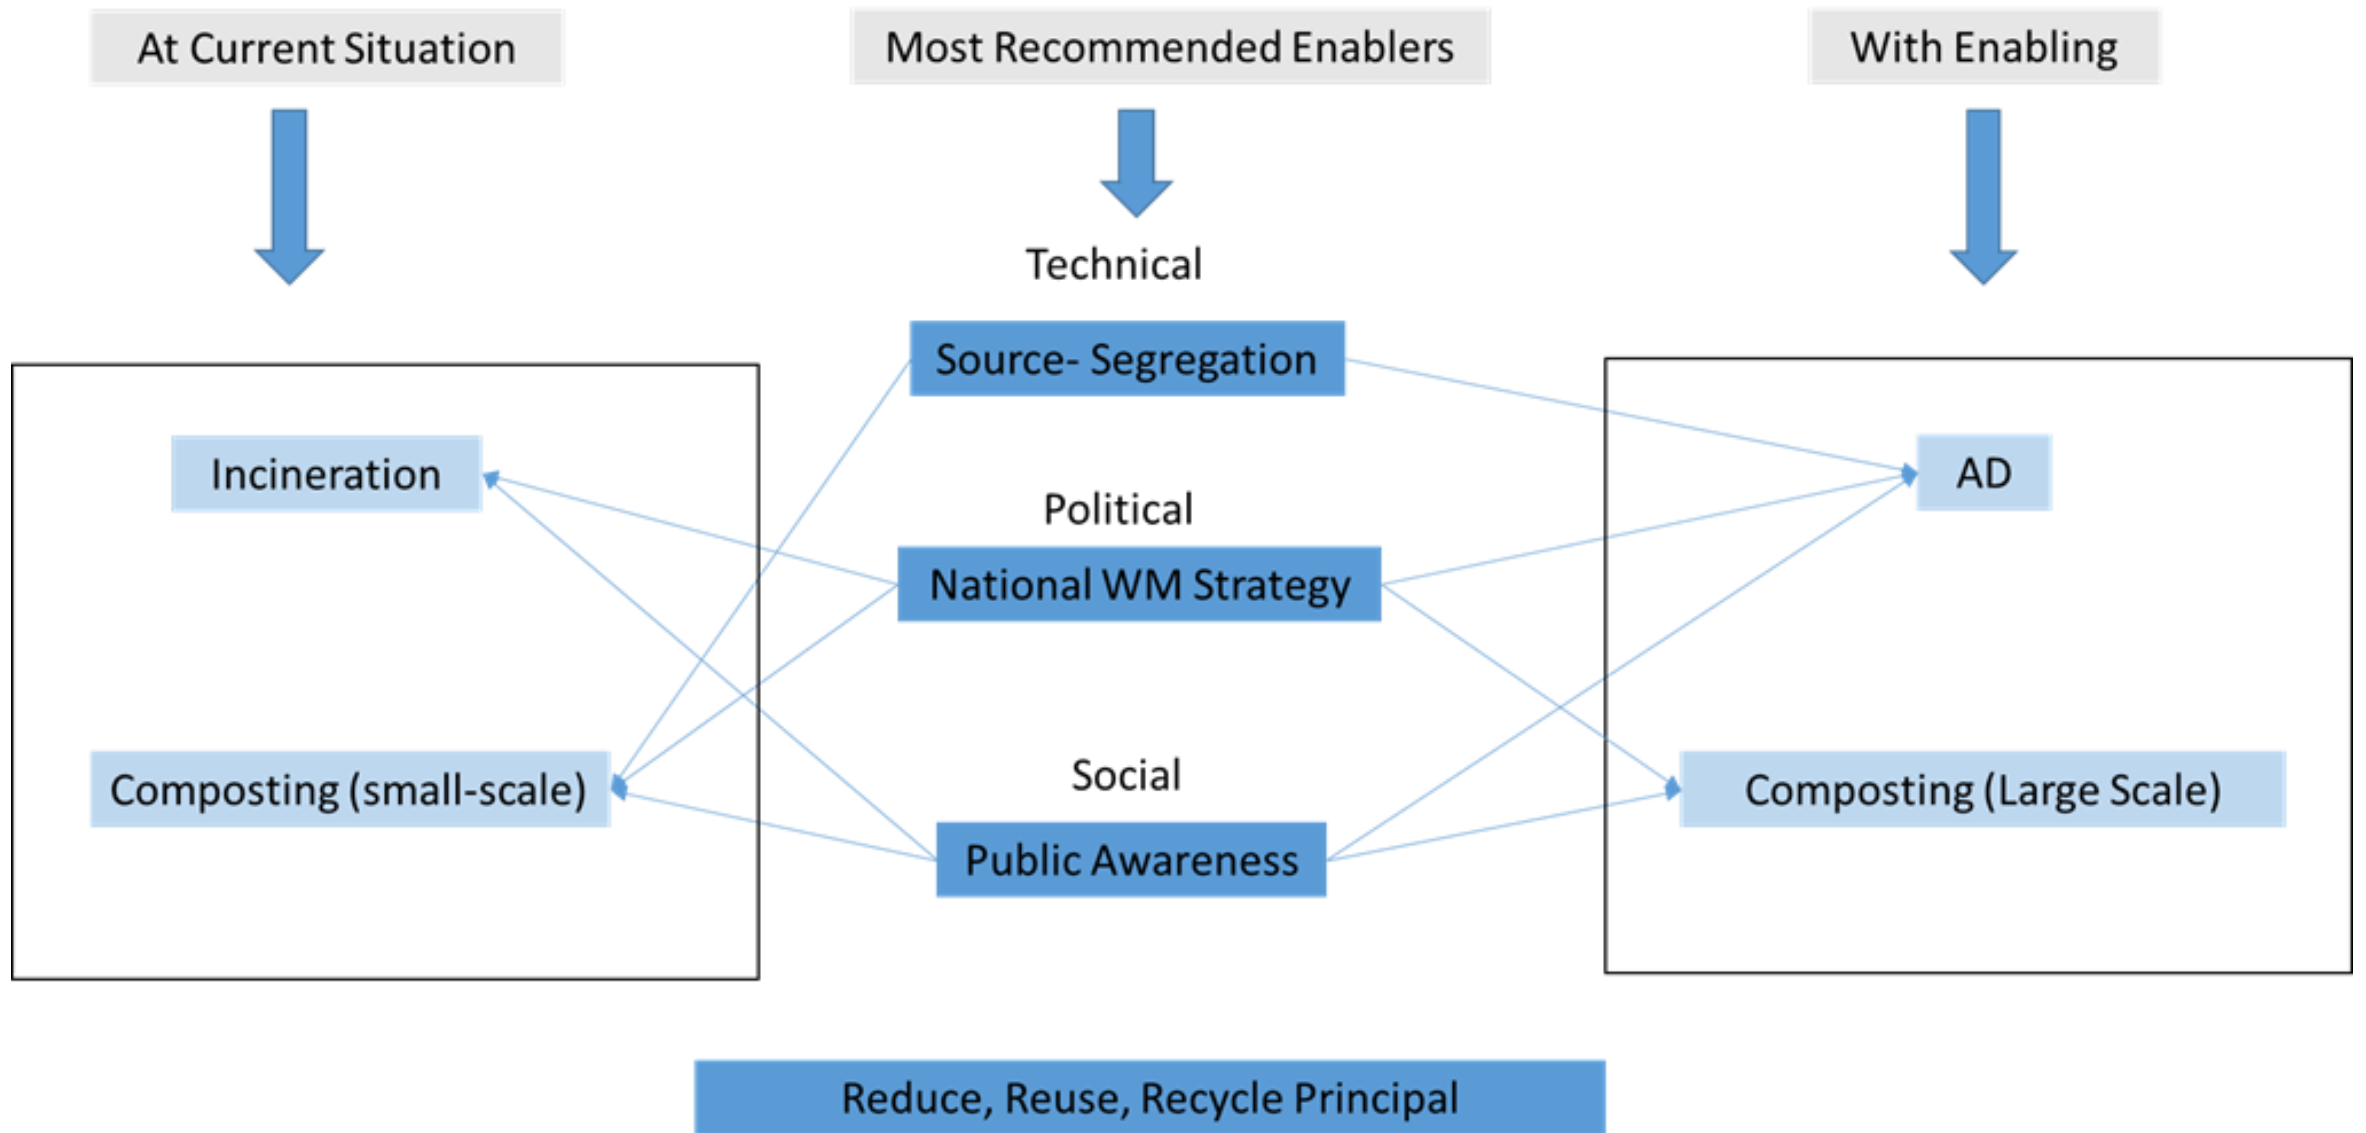 At Current Situation
Most Recommended Enablers
With Enabling
Technical
Source- Segregation
Incineration
AD
Political
National WM Strategy
Social
Composting (small-scale)
Composting (Large Scale)
Public Awareness
Reduce, Reuse, Recycle Principal